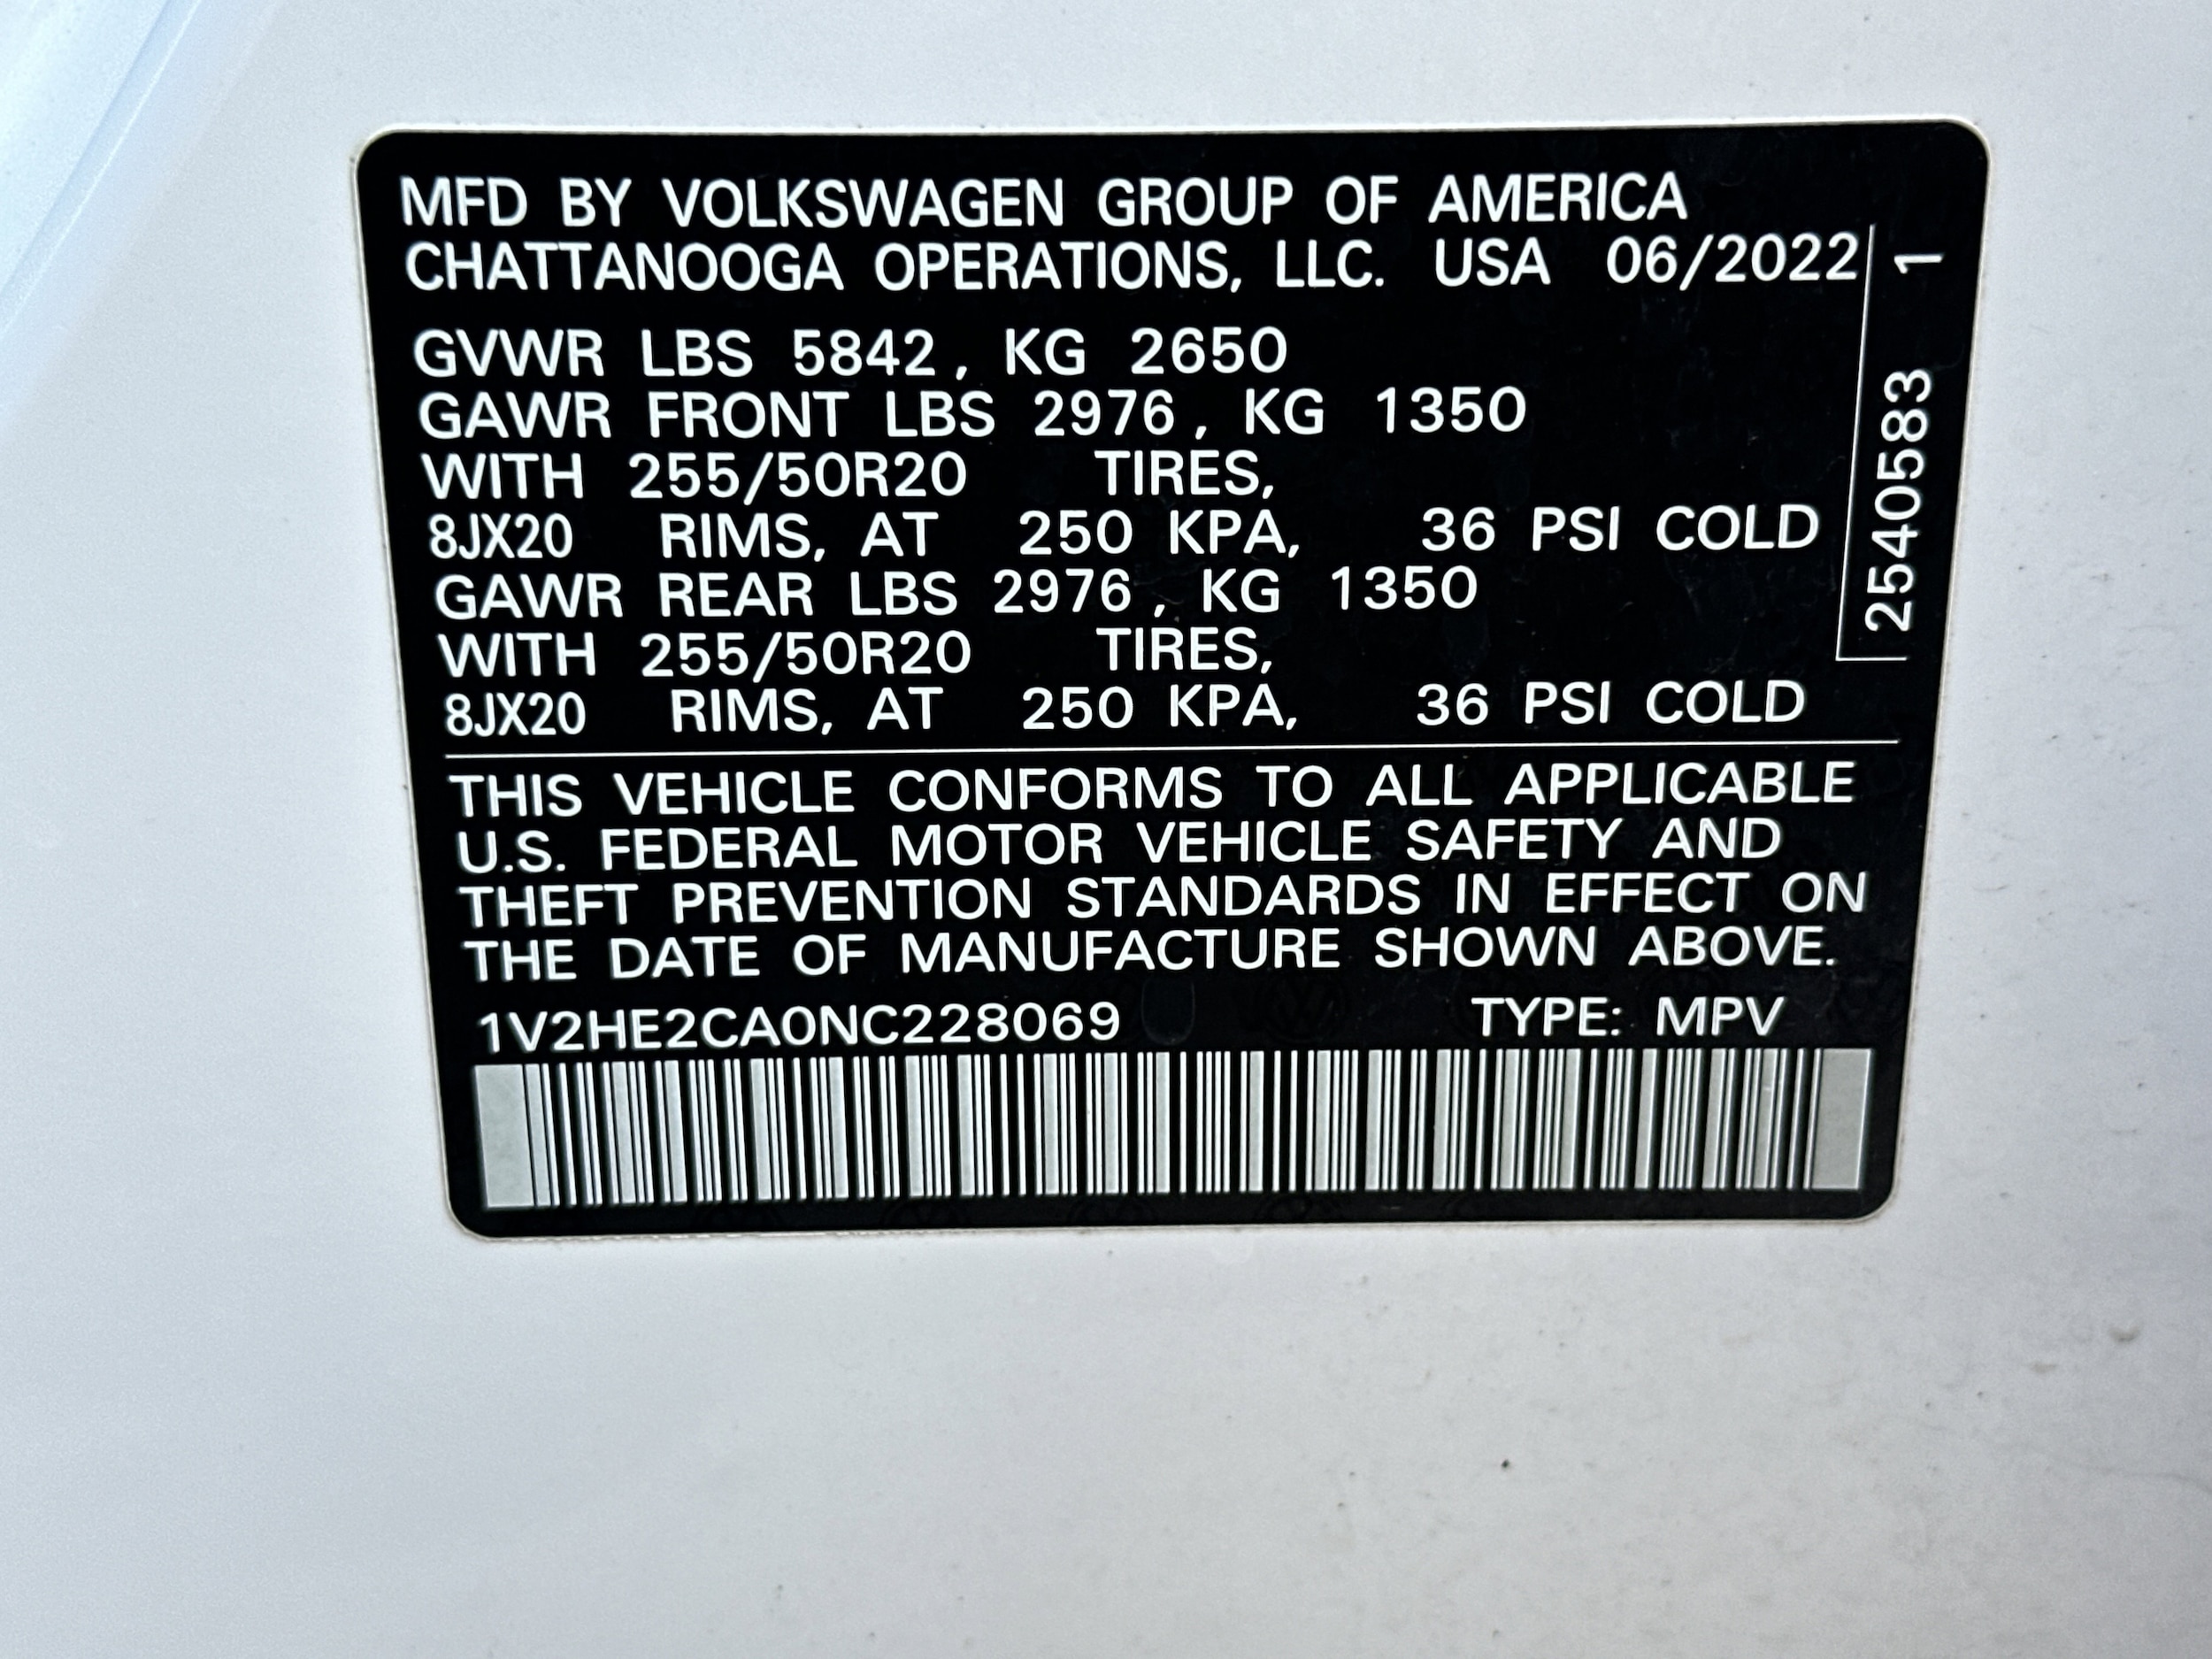 MFD BY VOLKSWAGEN GROUP OF AMERICA
CHATTANOOGA OPERATIONS, LLC. USA 06/2022
GVWR LBS 5842, KG 2650
GAWR FRONT LBS 2976, KG 1350
WITH 255/50R20 TIRES,
8JX20 RIMS, AT 250 KPA, 36 PSI COLD
GAWR REAR LBS 2976, KG 1350
WITH 255/50R20 TIRES,
8JX20 RIMS, AT 250 KPA, 36 PSI COLD
2540583 1
THIS VEHICLE CONFORMS TO ALL APPLICABLE
U.S. FEDERAL MOTOR VEHICLE SAFETY AND
THEFT PREVENTION STANDARDS IN EFFECT ON
THE DATE OF MANUFACTURE SHOWN ABOVE.
1V2HE2CA0NC228069 TYPE: MPV